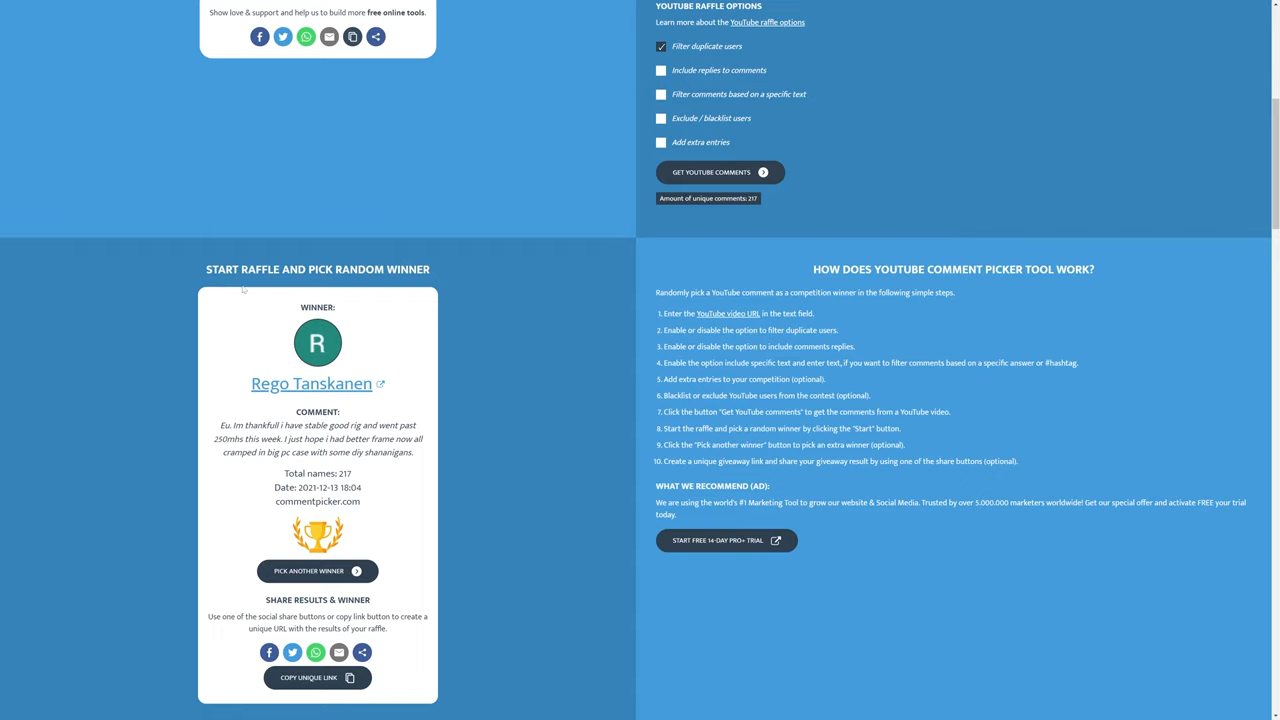 Show love & support and help us to build more free online tools.
YOUTUBE RAFFLE OPTIONS
Learn more about the YouTube raffle options
Filter duplicate users
Include replies to comments
Filter comments based on a specific text
Exclude / blacklist users
Add extra entries
GET YOUTUBE COMMENTS
Amount of unique comments: 217
START RAFFLE AND PICK RANDOM WINNER
WINNER:
R
Rego Tanskanen
COMMENT:
Eu. Im thankfull i have stable good rig and went past
250mhs this week. I just hope i had better frame now all
cramped in big pc case with some diy shananigans.
Total names: 217
Date: 2021-12-13 18:04
commentpicker.com
PICK ANOTHER WINNER
SHARE RESULTS & WINNER
Use one of the social share buttons or copy link button to create a
unique URL with the results of your raffle.
COPY UNIQUE LINK
HOW DOES YOUTUBE COMMENT PICKER TOOL WORK?
Randomly pick a YouTube comment as a competition winner in the following simple steps.
1. Enter the YouTube video URL in the text field.
2. Enable or disable the option to filter duplicate users.
3. Enable or disable the option to include comments replies.
4. Enable the option include specific text and enter text, if you want to filter comments based on a specific answer or #hashtag.
5. Add extra entries to your competition (optional).
6. Blacklist or exclude YouTube users from the contest (optional).
7. Click the button "Get YouTube comments" to get the comments from a YouTube video.
8. Start the raffle and pick a random winner by clicking the "Start" button.
9. Click the "Pick another winner" button to pick an extra winner (optional).
10. Create a unique giveaway link and share your giveaway result by using one of the share buttons (optional).
WHAT WE RECOMMEND (AD):
We are using the world's #1 Marketing Tool to grow our website & Social Media. Trusted by over 5.000.000 marketers worldwide! Get our special offer and activate FREE your trial
today.
START FREE 14-DAY PRO+ TRIAL